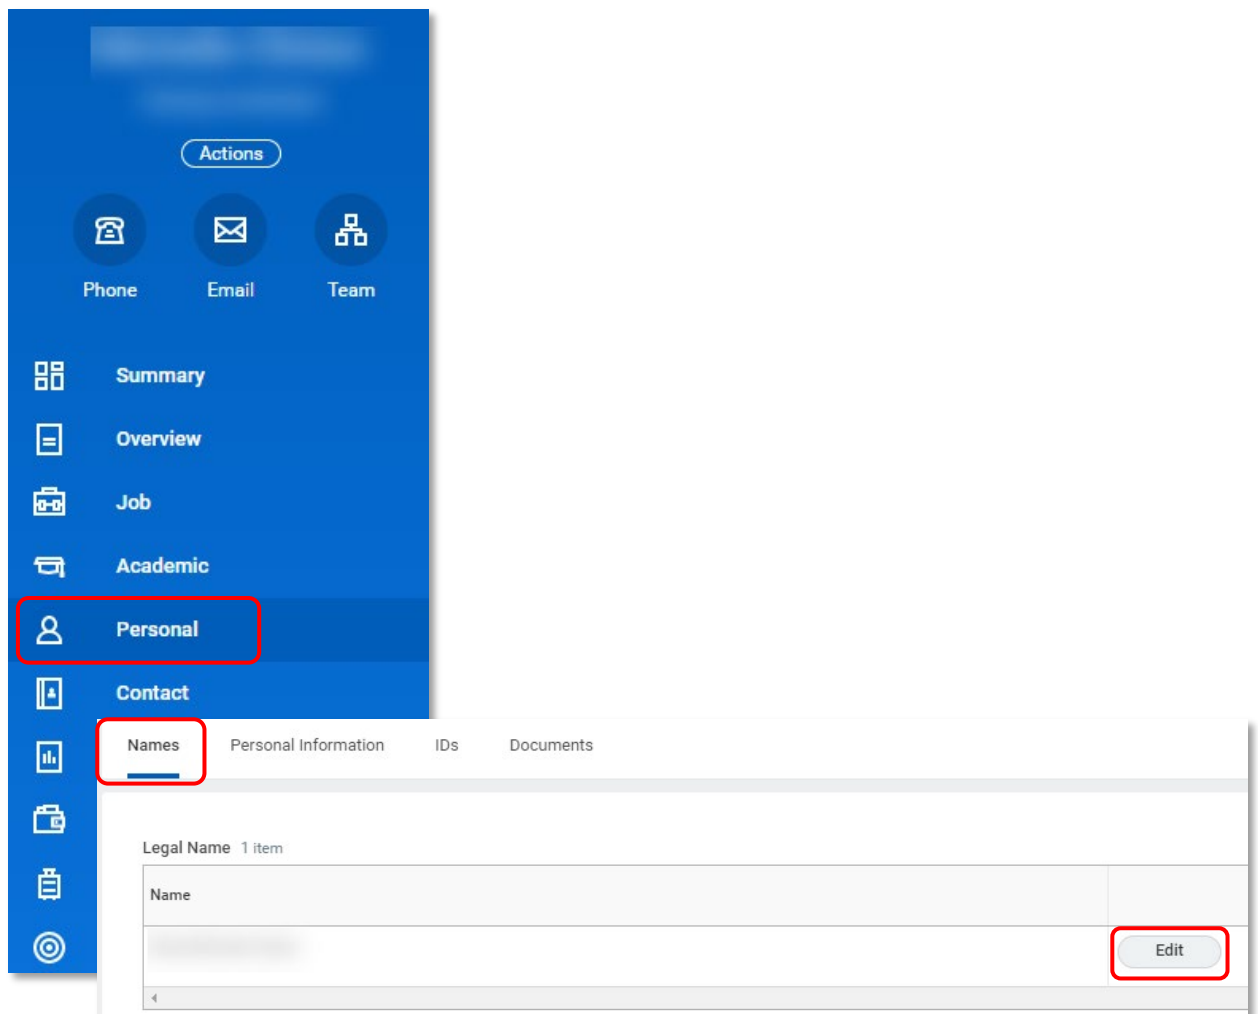 Actions
Phone Email Team
Summary
Overview
Job
Academic
Personal
Contact
Names Personal Information IDs Documents
Legal Name 1 item
Name
Edit